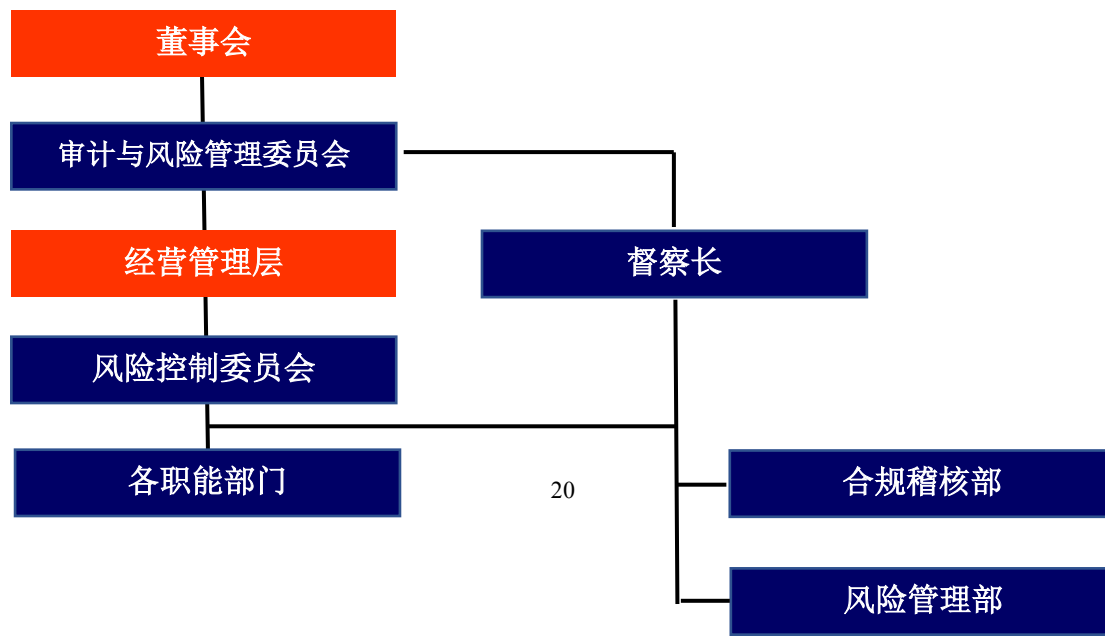 董事会
审计与风险管理委员会
经营管理层
督察长
风险控制委员会
各职能部门
20
合规稽核部
风险管理部